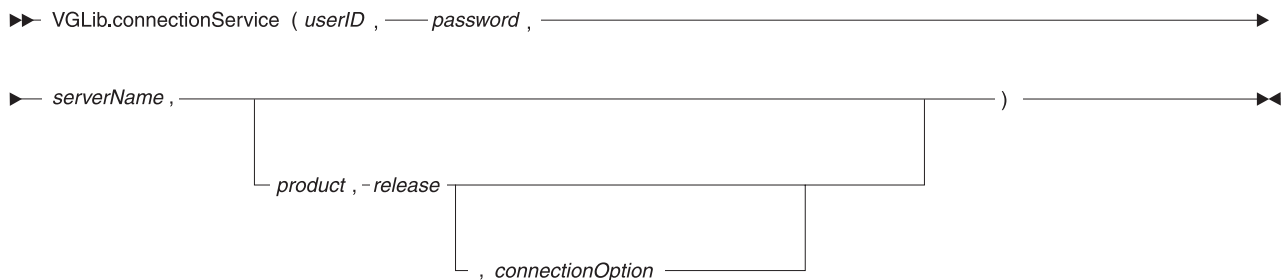 VGLib.connectionService ( userID , password ,
serverName , )
product , release
, connectionOption